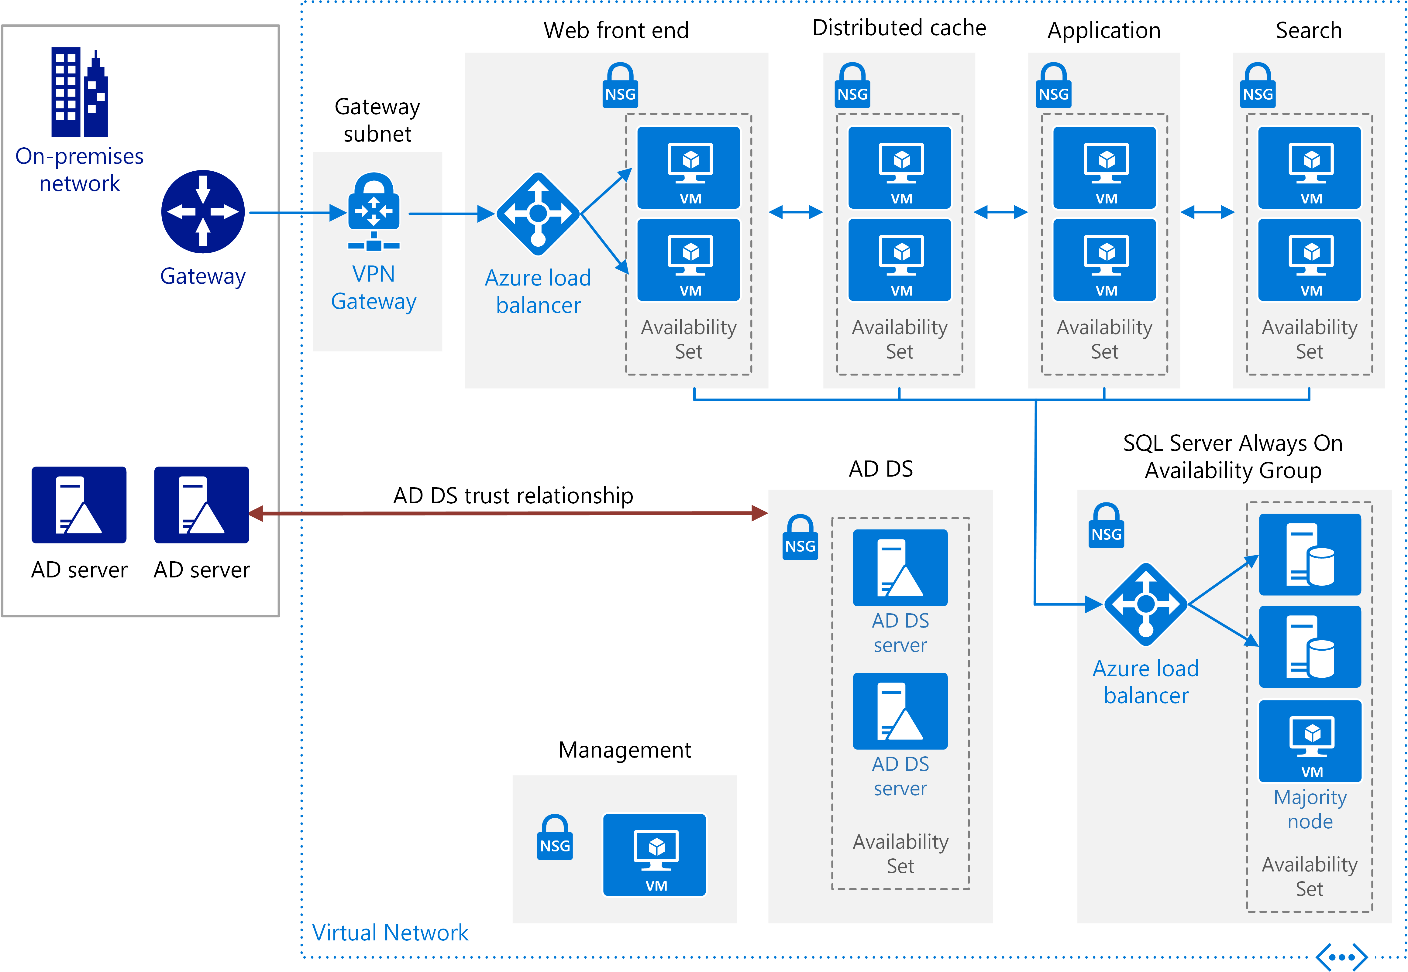 Web front end
Distributed cache
Application
Search
NSG
NSG
NSG
NSG
Gateway
subnet
On-premises
network
VM
VM
VM
VM
Gateway
VPN
Gateway
Azure load
balancer
VM
VM
VM
VM
Availability
Set
Availability
Set
Availability
Set
Availability
Set
AD server
AD server
AD DS trust relationship
AD DS
NSG
AD DS
server
AD DS
server
Availability
Set
SQL Server Always On
Availability Group
NSG
Azure load
balancer
VM
Majority
node
Availability
Set
Management
NSG
VM
Virtual Network